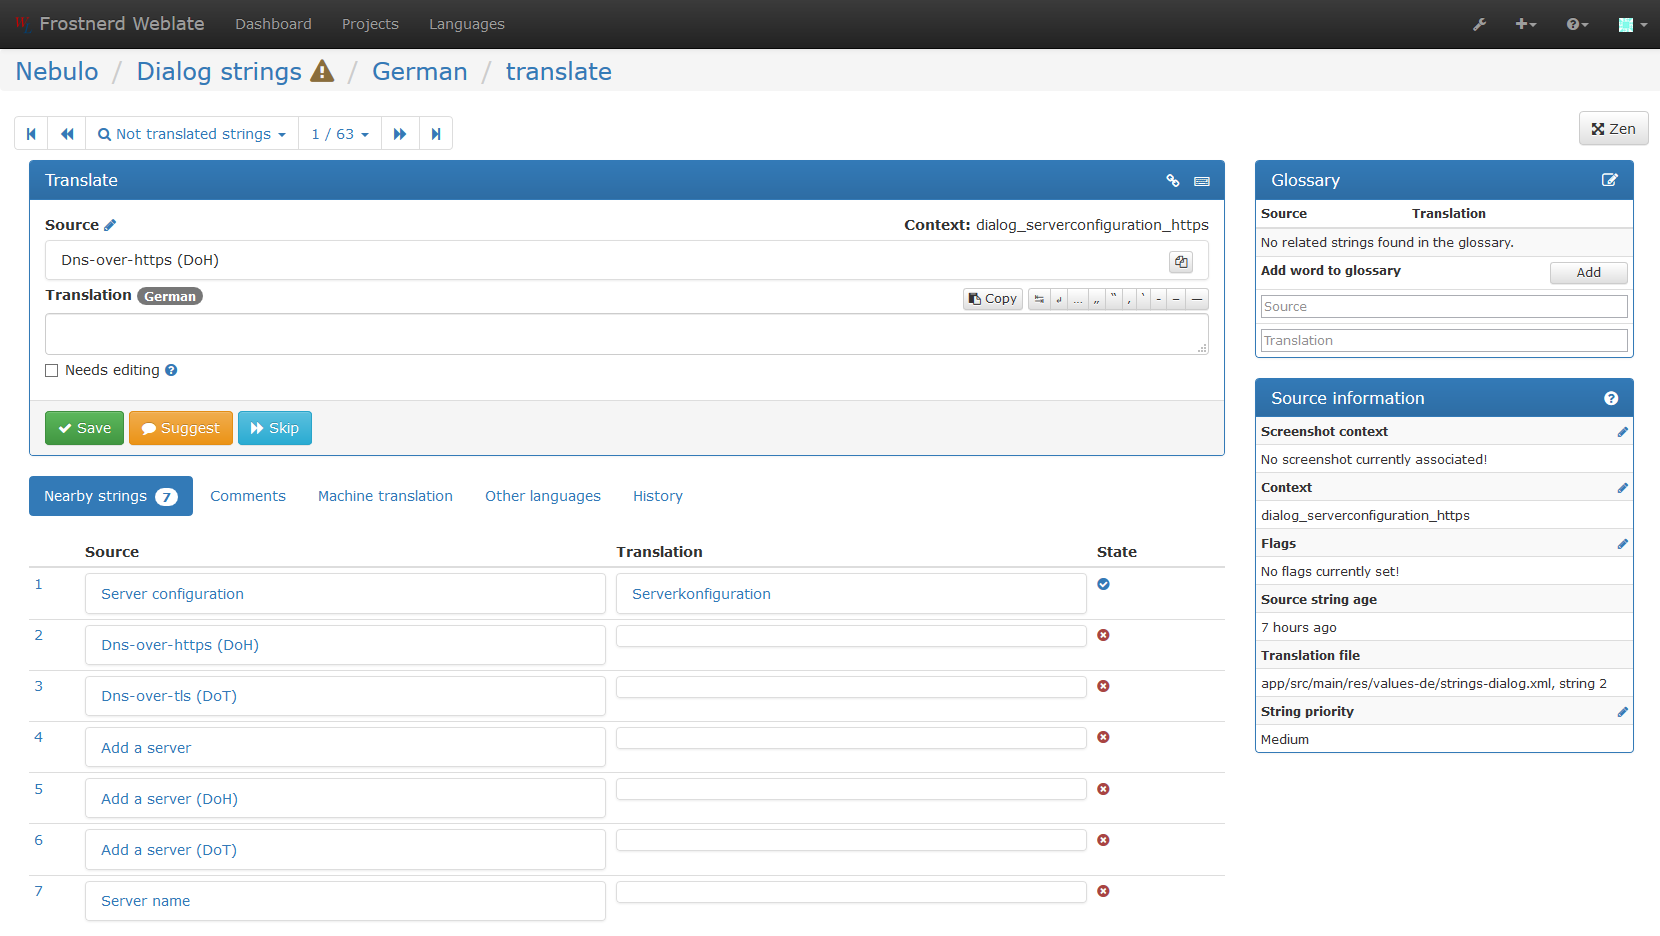 Frostnerd Weblate Dashboard Projects Languages
Nebulo / Dialog strings / German / translate
Not translated strings 1 / 63
Zen
Translate
Source Context: dialog_serverconfiguration_https
Dns-over-https (DoH)
Translation German Copy ↹ ↲ … „ “ ‚ ‘ - – —
Needs editing
Save Suggest Skip
Nearby strings 7 Comments Machine translation Other languages History
Source Translation State
1 Server configuration Serverkonfiguration
2 Dns-over-https (DoH)
3 Dns-over-tls (DoT)
4 Add a server
5 Add a server (DoH)
6 Add a server (DoT)
7 Server name
Glossary
Source Translation
No related strings found in the glossary.
Add word to glossary Add
Source
Translation
Source information
Screenshot context
No screenshot currently associated!
Context
dialog_serverconfiguration_https
Flags
No flags currently set!
Source string age
7 hours ago
Translation file
app/src/main/res/values-de/strings-dialog.xml, string 2
String priority
Medium